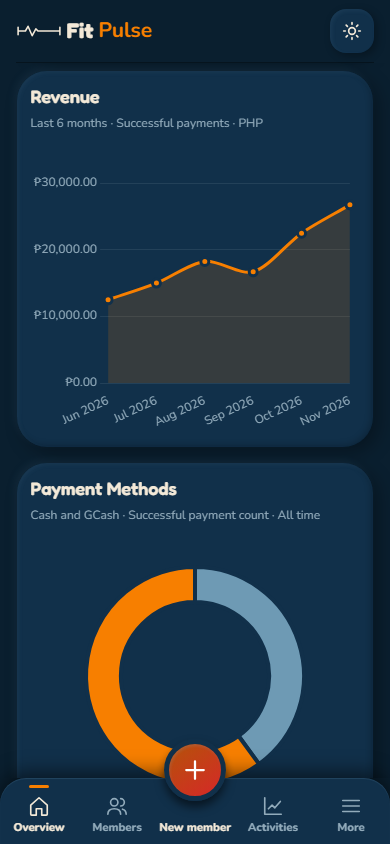 Fit Pulse
Revenue
Last 6 months · Successful payments · PHP
₱30,000.00
₱20,000.00
₱10,000.00
₱0.00
Jun 2026 Jul 2026 Aug 2026 Sep 2026 Oct 2026 Nov 2026
Payment Methods
Cash and GCash · Successful payment count · All time
Overview Members New member Activities More